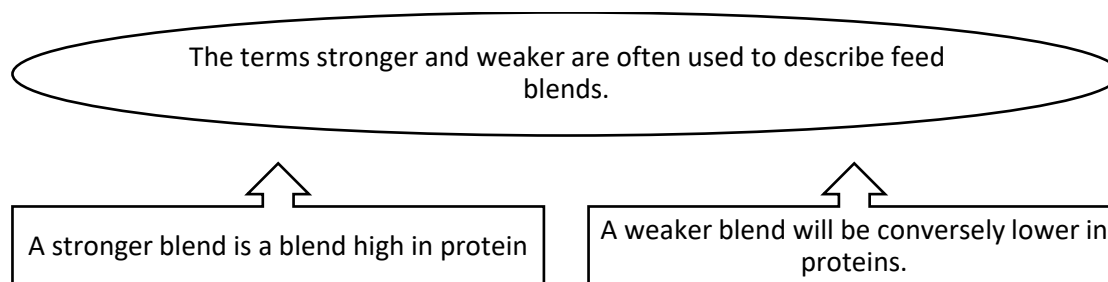 The terms stronger and weaker are often used to describe feed
blends.
A stronger blend is a blend high in protein
A weaker blend will be conversely lower in
proteins.